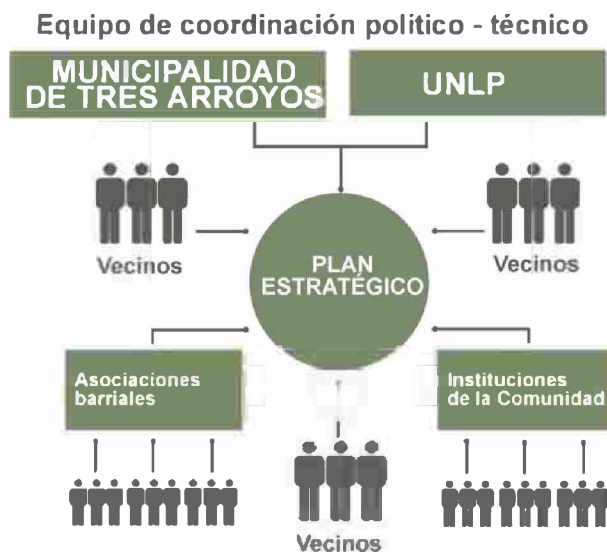 Equipo de coordinación político - técnico
MUNICIPALIDAD
DE TRES ARROYOS
UNLP
Vecinos
Vecinos
PLAN
ESTRATÉGICO
Asociaciones
barriales
Instituciones
de la Comunidad
Vecinos